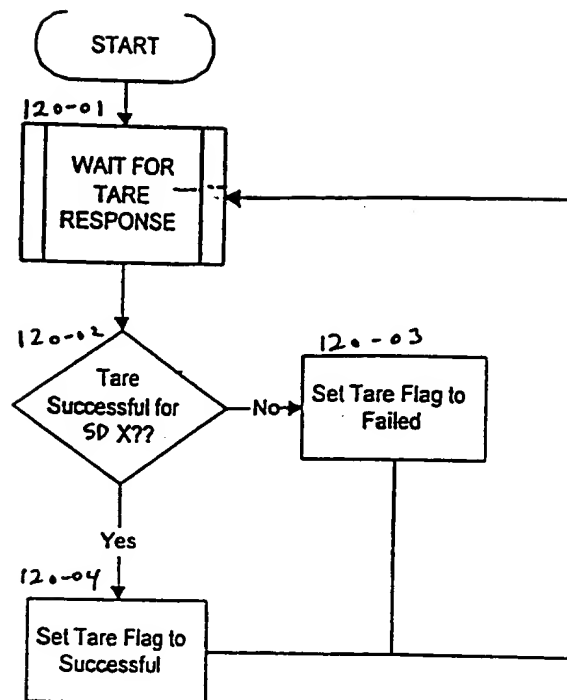 START
120-01
WAIT FOR
TARE
RESPONSE
120-02
Tare
Successful for
SD X??
No
120-03
Set Tare Flag to
Failed
Yes
120-04
Set Tare Flag to
Successful